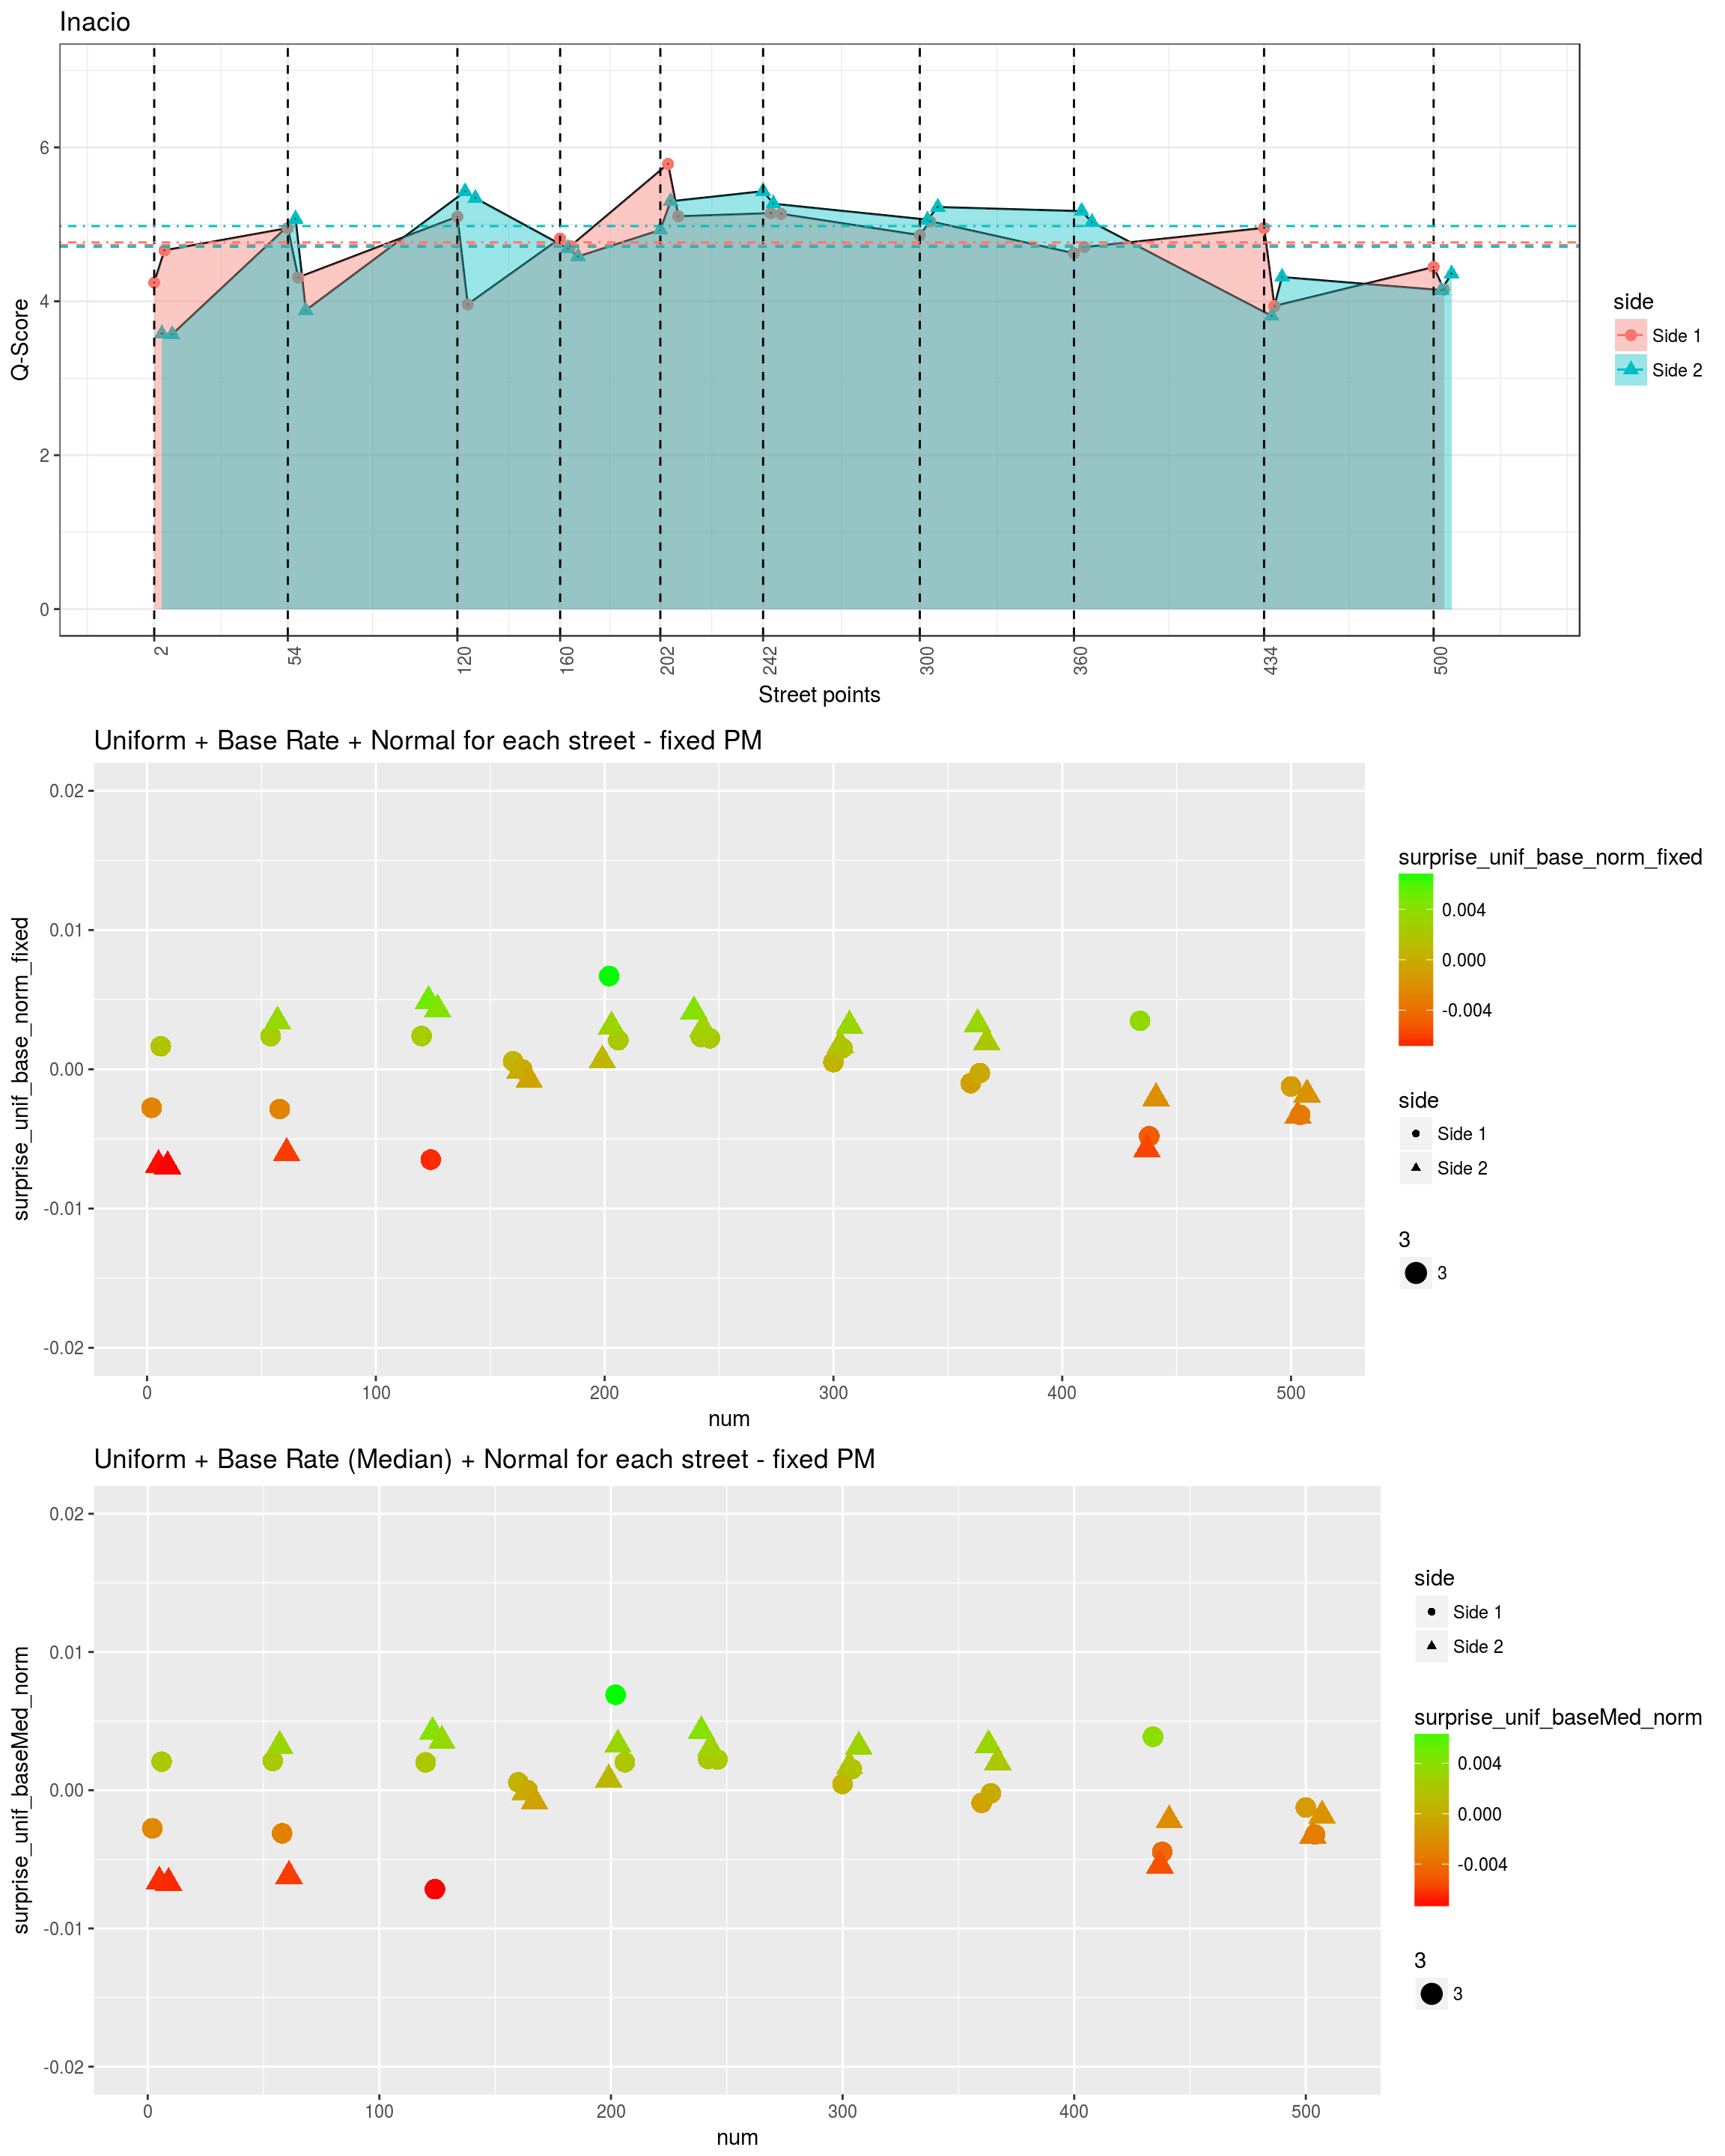 Inacio
6
4
2
0
Q-Score
2
54
120
160
202
242
300
360
434
500
Street points
side
Side 1
Side 2
Uniform + Base Rate + Normal for each street - fixed PM
0.02
0.01
0.00
-0.01
-0.02
surprise_unif_base_norm_fixed
0
100
200
300
400
500
num
surprise_unif_base_norm_fixed
0.004
0.000
-0.004
side
Side 1
Side 2
3
3
Uniform + Base Rate (Median) + Normal for each street - fixed PM
0.02
0.01
0.00
-0.01
-0.02
surprise_unif_baseMed_norm
0
100
200
300
400
500
num
side
Side 1
Side 2
surprise_unif_baseMed_norm
0.004
0.000
-0.004
3
3